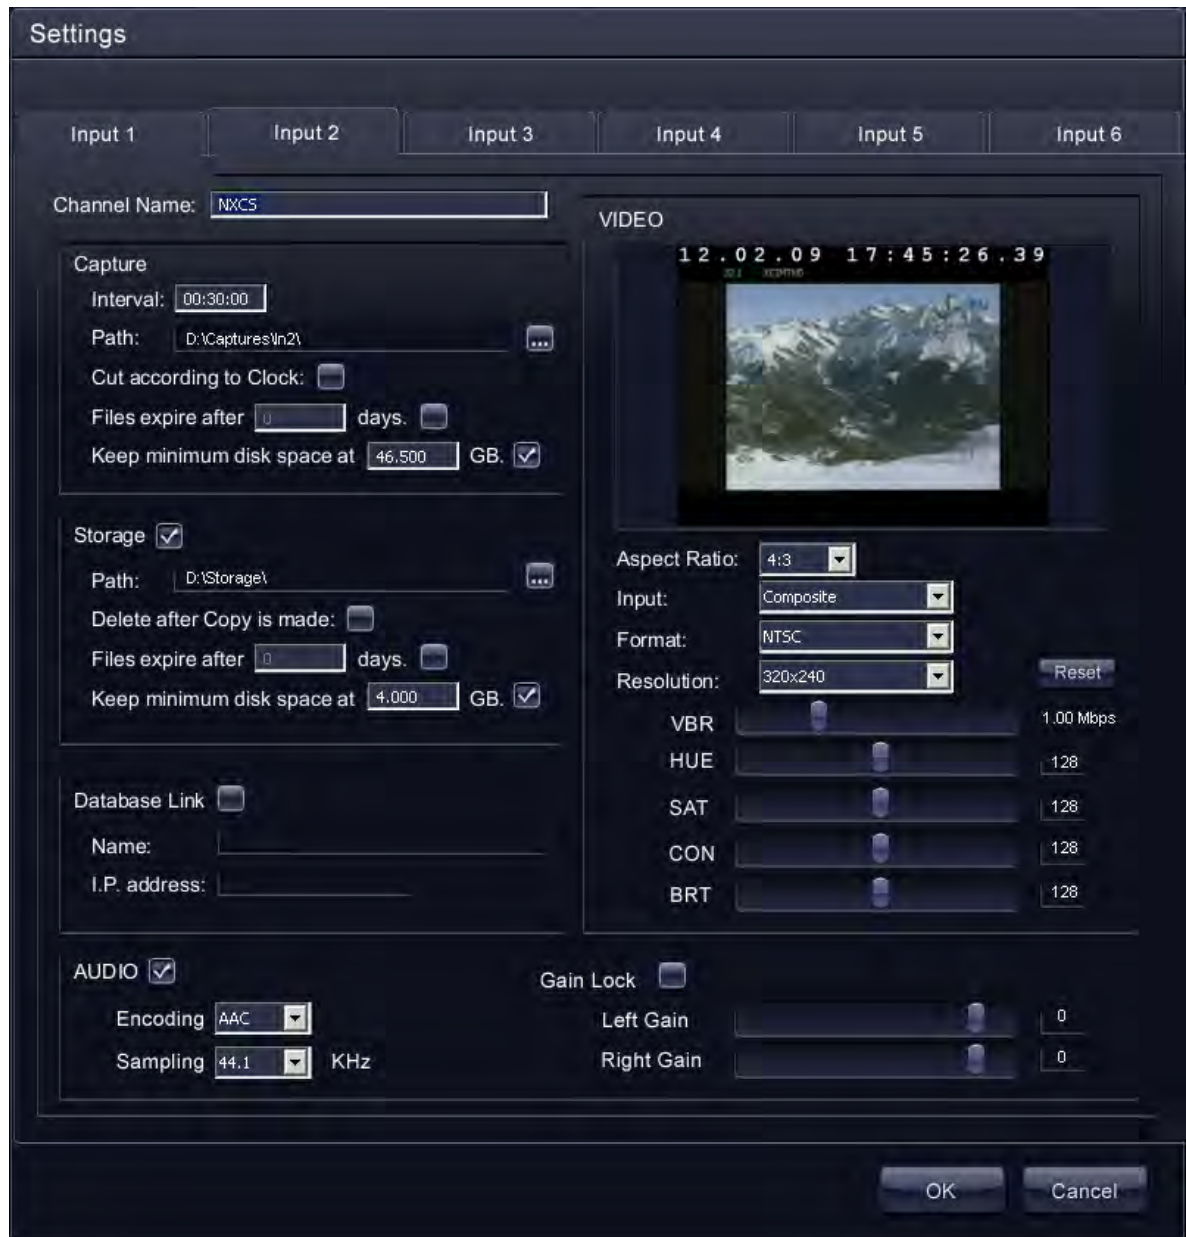 Settings
Input 1 Input 2 Input 3 Input 4 Input 5 Input 6
Channel Name: NXCS
Capture
Interval: 00:30:00
Path: D:\Captures\In2\ ...
Cut according to Clock:
Files expire after 0 days.
Keep minimum disk space at 46.500 GB.
Storage
Path: D:\Storage\ ...
Delete after Copy is made:
Files expire after 0 days.
Keep minimum disk space at 4.000 GB.
Database Link
Name:
I.P. address:
VIDEO
12.02.09 17:45:26.39
Aspect Ratio: 4:3
Input: Composite
Format: NTSC
Resolution: 320x240
Reset
VBR 1.00 Mbps
HUE 128
SAT 128
CON 128
BRT 128
AUDIO
Encoding AAC
Sampling 44.1 KHz
Gain Lock
Left Gain 0
Right Gain 0
OK Cancel